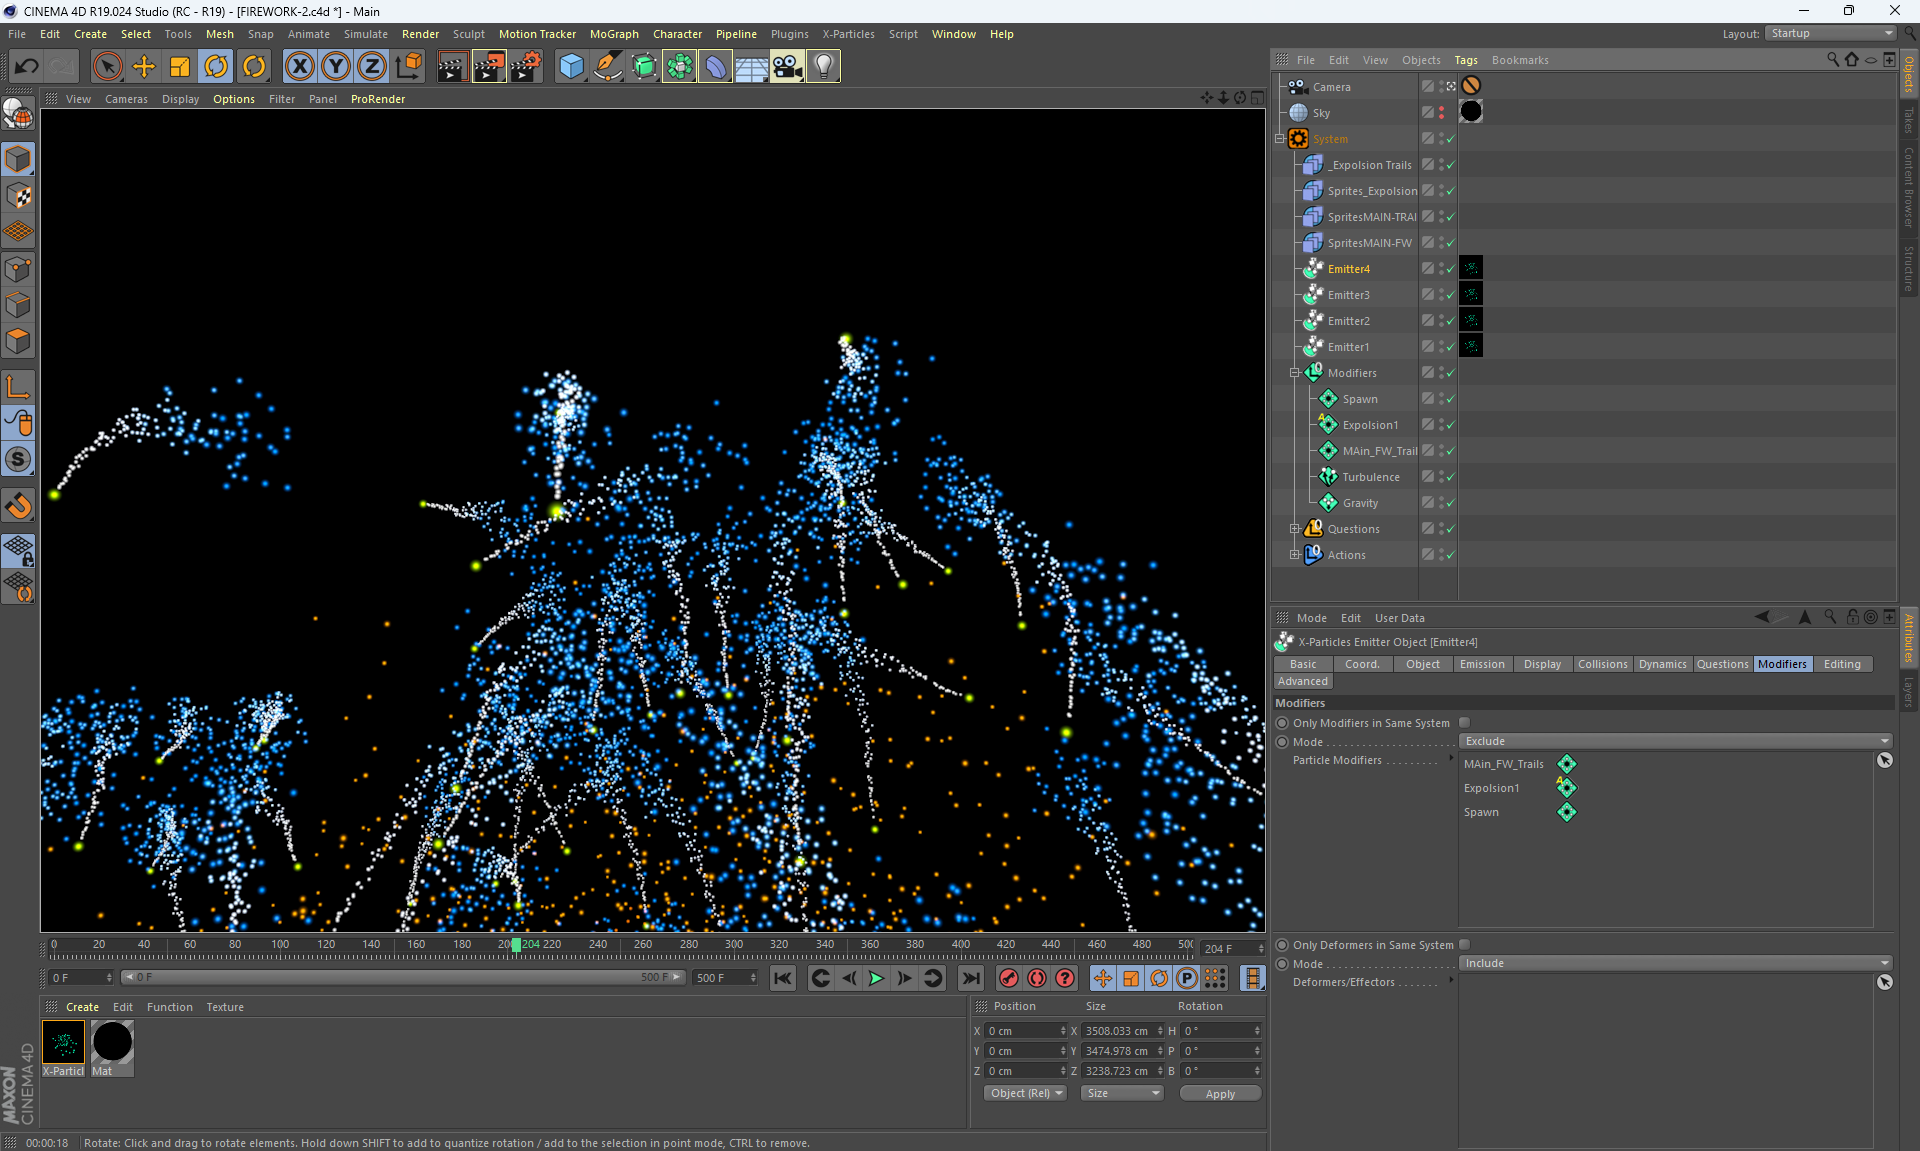 CINEMA 4D R19.024 Studio (RC - R19) - [FIREWORK-2.c4d *] - Main
File Edit Create Select Tools Mesh Snap Animate Simulate Render Sculpt Motion Tracker MoGraph Character Pipeline Plugins X-Particles Script Window Help
Layout: Startup
View Cameras Display Options Filter Panel ProRender
File Edit View Objects Tags Bookmarks
Camera
Sky
System
_Expolsion Trails
Sprites_Expolsion
SpritesMAIN-TRAI
SpritesMAIN-FW
Emitter4
Emitter3
Emitter2
Emitter1
Modifiers
Spawn
Expolsion1
MAin_FW_Trail
Turbulence
Gravity
Questions
Actions
Objects
Takes
Content Browser
Structure
Mode Edit User Data
X-Particles Emitter Object [Emitter4]
Basic Coord. Object Emission Display Collisions Dynamics Questions Modifiers Editing
Advanced
Modifiers
Only Modifiers in Same System
Mode Exclude
Particle Modifiers
MAin_FW_Trails
Expolsion1
Spawn
Only Deformers in Same System
Mode Include
Deformers/Effectors
Attributes
Layers
0 20 40 60 80 100 120 140 160 180 20 204 220 240 260 280 300 320 340 360 380 400 420 440 460 480 50
204 F
0 F 0 F 500 F 500 F
Create Edit Function Texture
X-Particl Mat
Position Size Rotation
X 0 cm X 3508.033 cm H 0 °
Y 0 cm Y 3474.978 cm P 0 °
Z 0 cm Z 3238.723 cm B 0 °
Object (Rel) Size Apply
MAXON
CINEMA 4D
00:00:18 Rotate: Click and drag to rotate elements. Hold down SHIFT to add to quantize rotation / add to the selection in point mode, CTRL to remove.